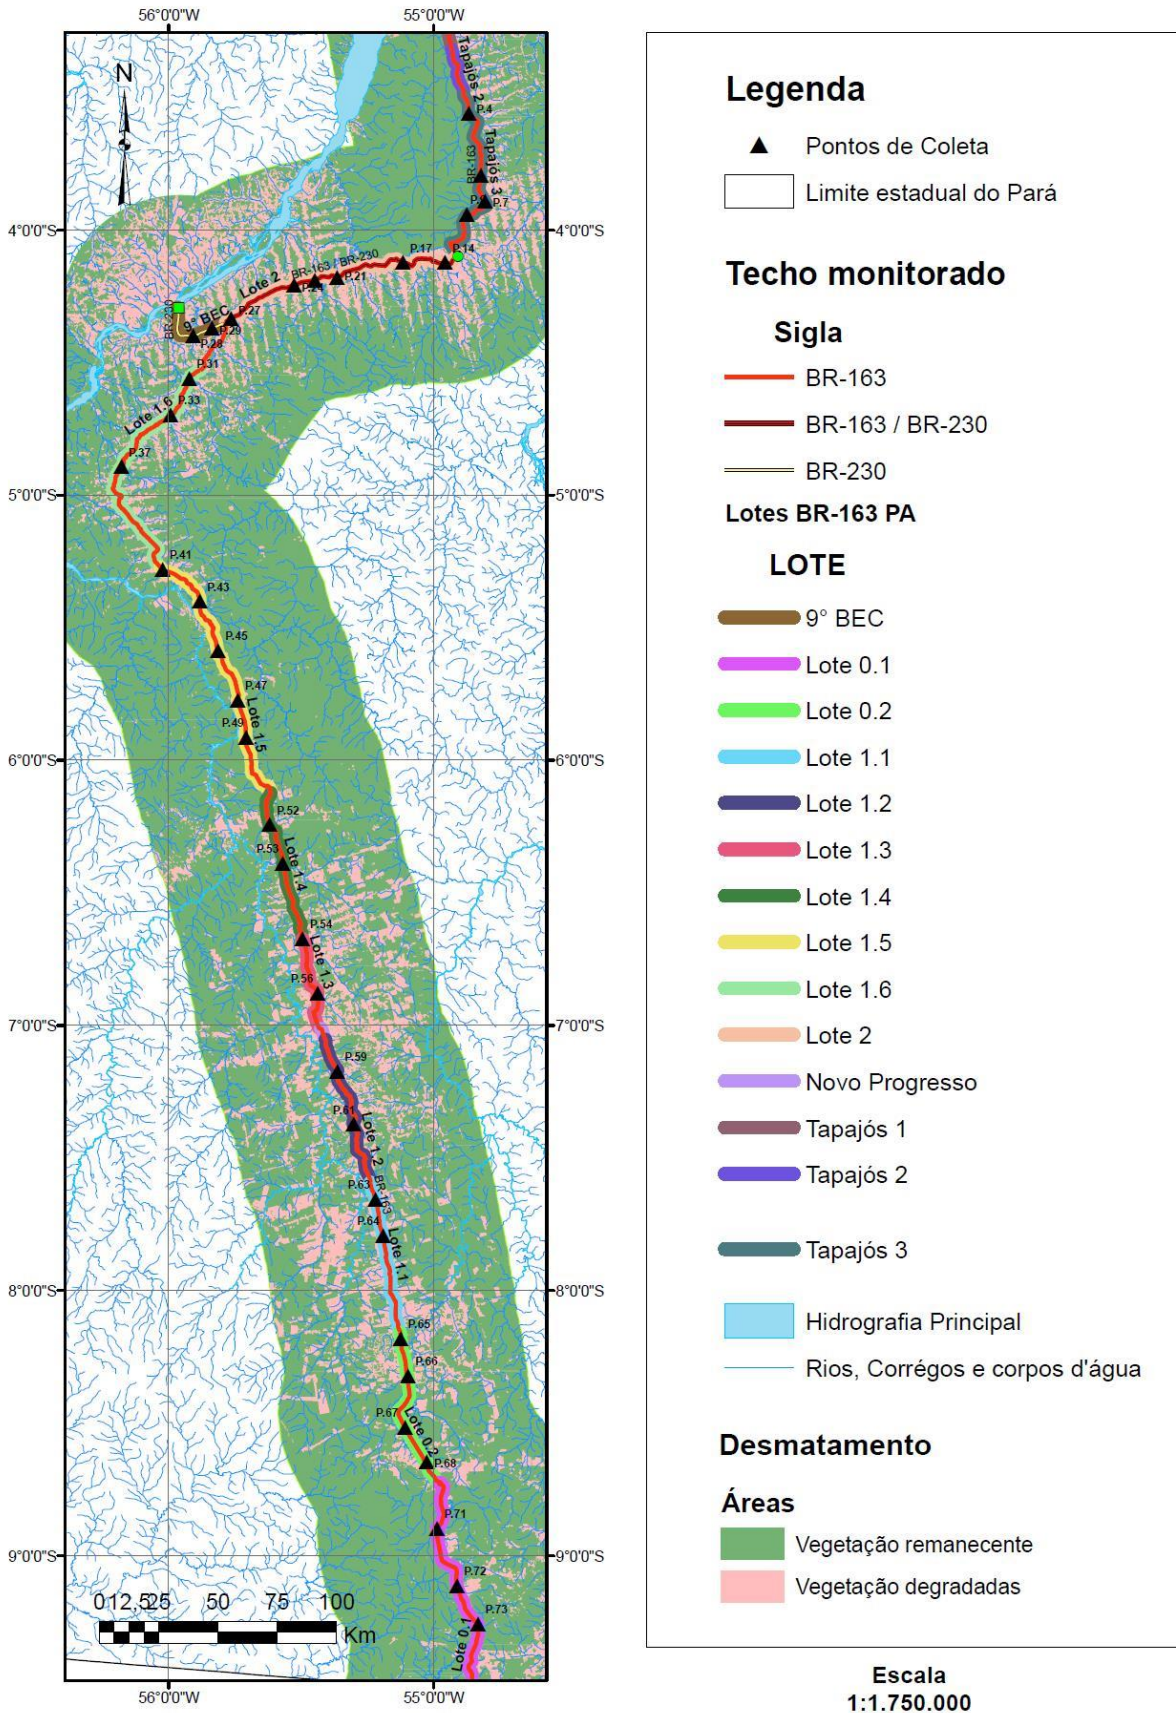 56°0'0"W
55°0'0"W
N
Tapajós 2
P.4
Tapajós 3
BR-163
P.7
4°0'0"S
4°0'0"S
P.17
P.14
BR-163 / BR-230
Lote 2
P.21
P.24
BR-230
9° BEC
P.27
P.29
P.28
P.31
Lote 1.6
P.33
P.37
5°0'0"S
5°0'0"S
P.41
P.43
P.45
P.47
P.49
Lote 1.5
6°0'0"S
6°0'0"S
P.52
P.53
Lote 1.4
P.54
Lote 1.3
P.56
7°0'0"S
7°0'0"S
P.59
P.61
Lote 1.2
P.63
BR-163
P.64
Lote 1.1
8°0'0"S
8°0'0"S
P.65
P.66
P.67
Lote 0.2
P.68
P.71
9°0'0"S
9°0'0"S
P.72
P.73
Lote 0.1
0 12,5 25 50 75 100
Km
56°0'0"W
55°0'0"W
Legenda
Pontos de Coleta
Limite estadual do Pará
Techo monitorado
Sigla
BR-163
BR-163 / BR-230
BR-230
Lotes BR-163 PA
LOTE
9° BEC
Lote 0.1
Lote 0.2
Lote 1.1
Lote 1.2
Lote 1.3
Lote 1.4
Lote 1.5
Lote 1.6
Lote 2
Novo Progresso
Tapajós 1
Tapajós 2
Tapajós 3
Hidrografia Principal
Rios, Corrégos e corpos d'água
Desmatamento
Áreas
Vegetação remanecente
Vegetação degradadas
Escala
1:1.750.000